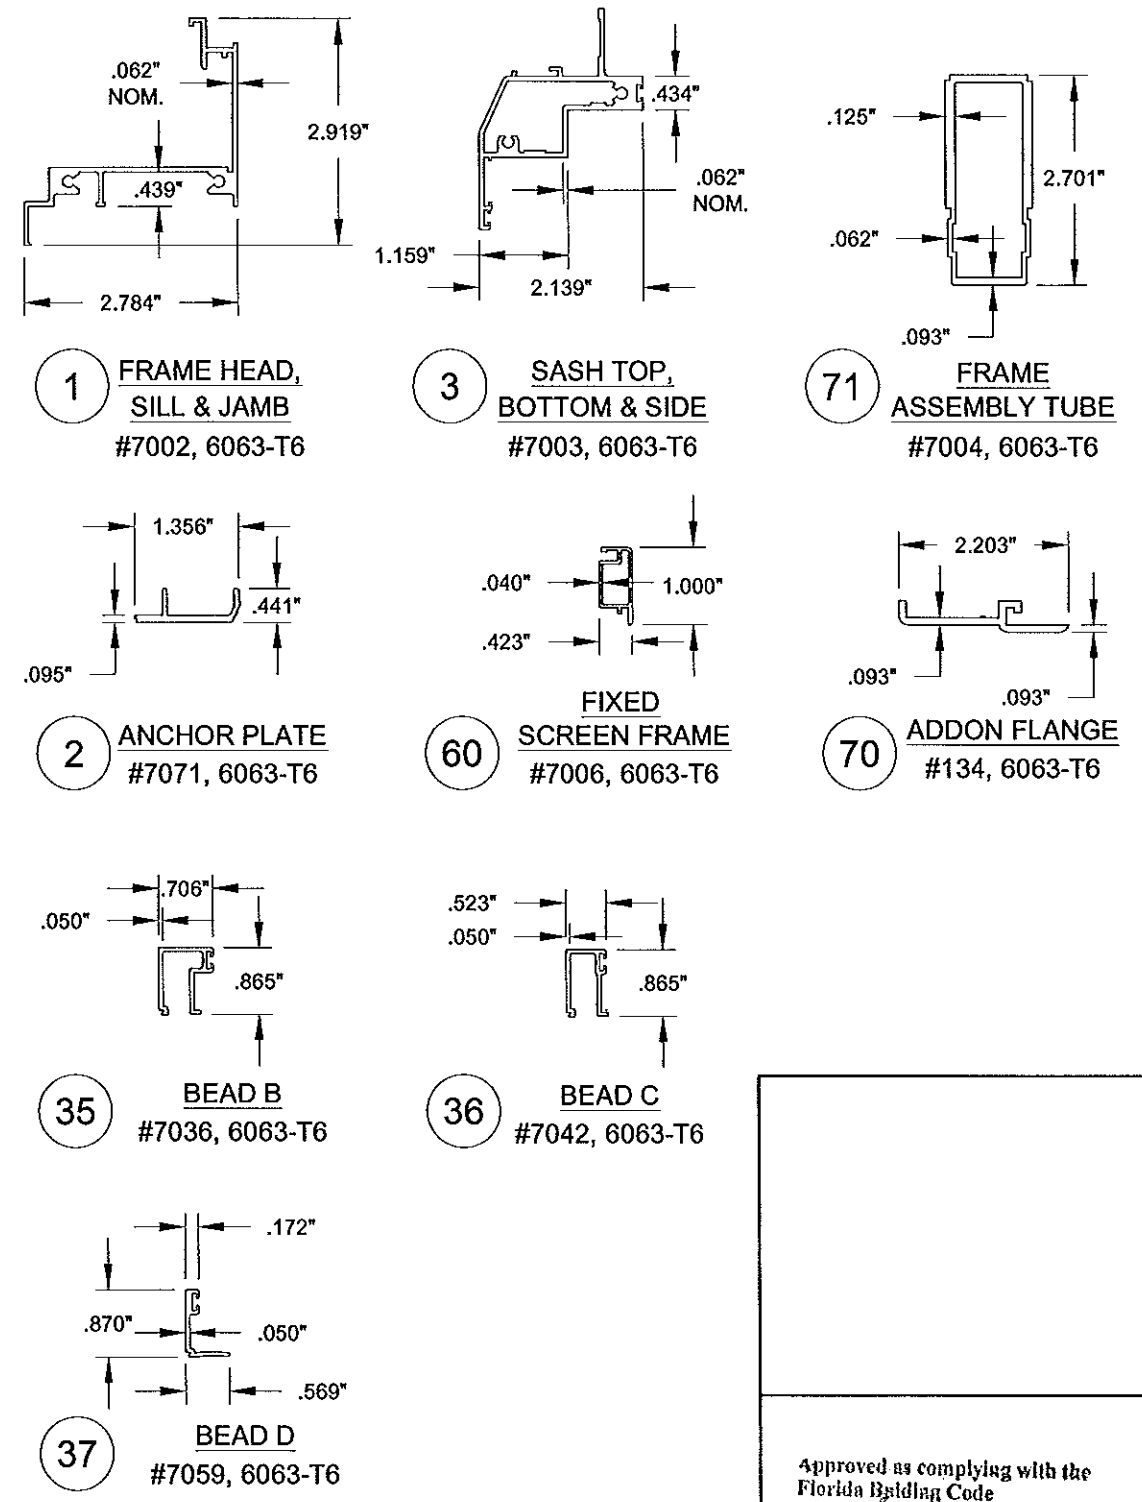 .062"
NOM.
2.919"
.439"
2.784"
1
FRAME HEAD,
SILL & JAMB
#7002, 6063-T6
.434"
.062"
NOM.
1.159"
2.139"
3
SASH TOP,
BOTTOM & SIDE
#7003, 6063-T6
.125"
2.701"
.062"
.093"
71
FRAME
ASSEMBLY TUBE
#7004, 6063-T6
1.356"
.441"
.095"
2
ANCHOR PLATE
#7071, 6063-T6
.040"
1.000"
.423"
60
FIXED
SCREEN FRAME
#7006, 6063-T6
2.203"
.093"
.093"
70
ADDON FLANGE
#134, 6063-T6
.706"
.050"
.865"
35
BEAD B
#7036, 6063-T6
.523"
.050"
.865"
36
BEAD C
#7042, 6063-T6
.172"
.870"
.050"
.569"
37
BEAD D
#7059, 6063-T6
Approved as complying with the
Florida Building Code